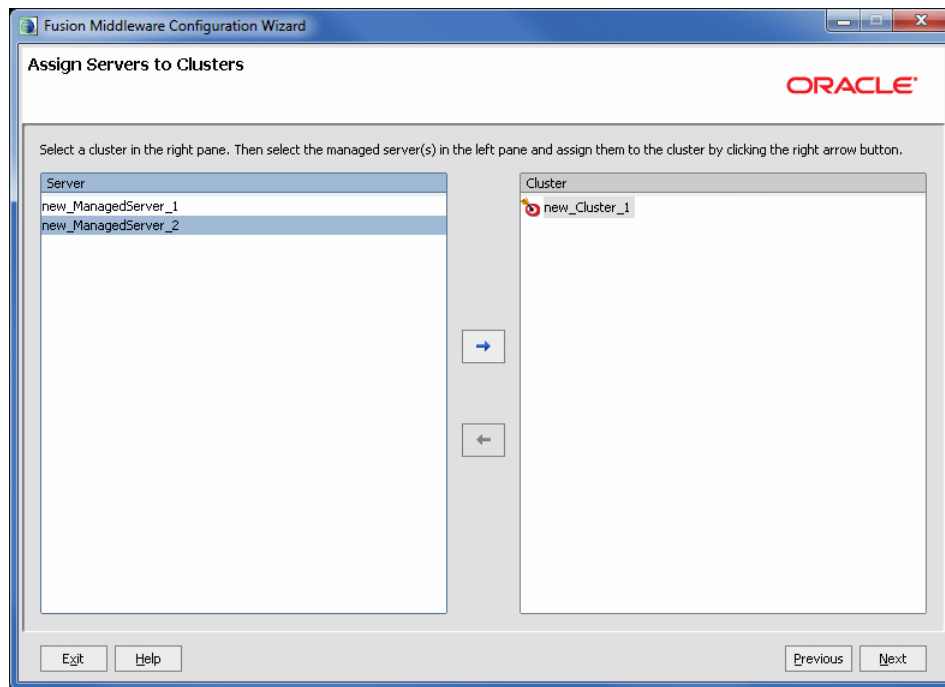 Fusion Middleware Configuration Wizard
Assign Servers to Clusters
ORACLE
Select a cluster in the right pane. Then select the managed server(s) in the left pane and assign them to the cluster by clicking the right arrow button.
Server
Cluster
new_ManagedServer_1
new_Cluster_1
new_ManagedServer_2
Exit
Help
Previous
Next